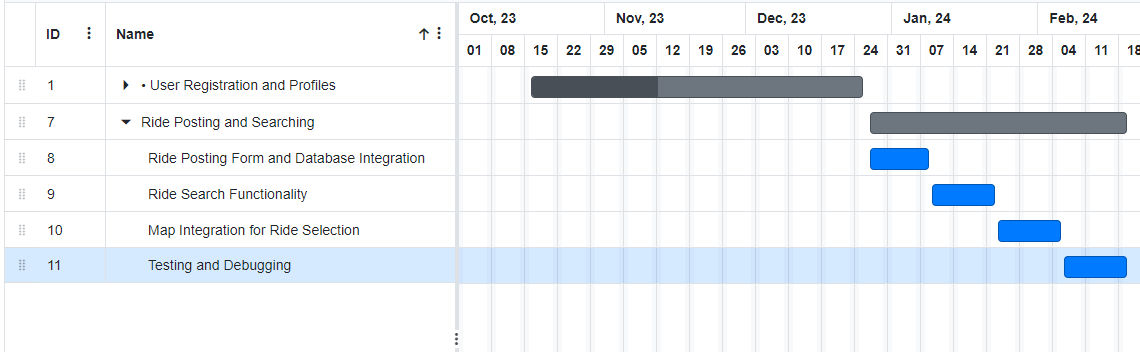 Oct, 23 Nov, 23 Dec, 23 Jan, 24 Feb, 24
ID Name
01 08 15 22 29 05 12 19 26 03 10 17 24 31 07 14 21 28 04 11 18
1 • User Registration and Profiles
7 Ride Posting and Searching
8 Ride Posting Form and Database Integration
9 Ride Search Functionality
10 Map Integration for Ride Selection
11 Testing and Debugging